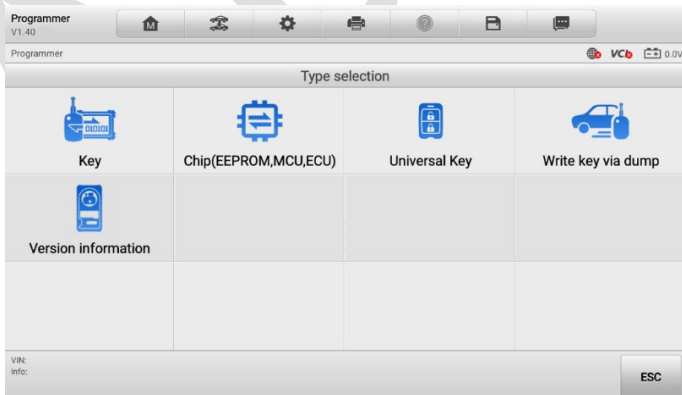 Programmer
V1.40
M
Programmer
VCI
0.0V
Type selection
Key
Chip(EEPROM,MCU,ECU)
Universal Key
Write key via dump
Version information
VIN:
Info:
ESC